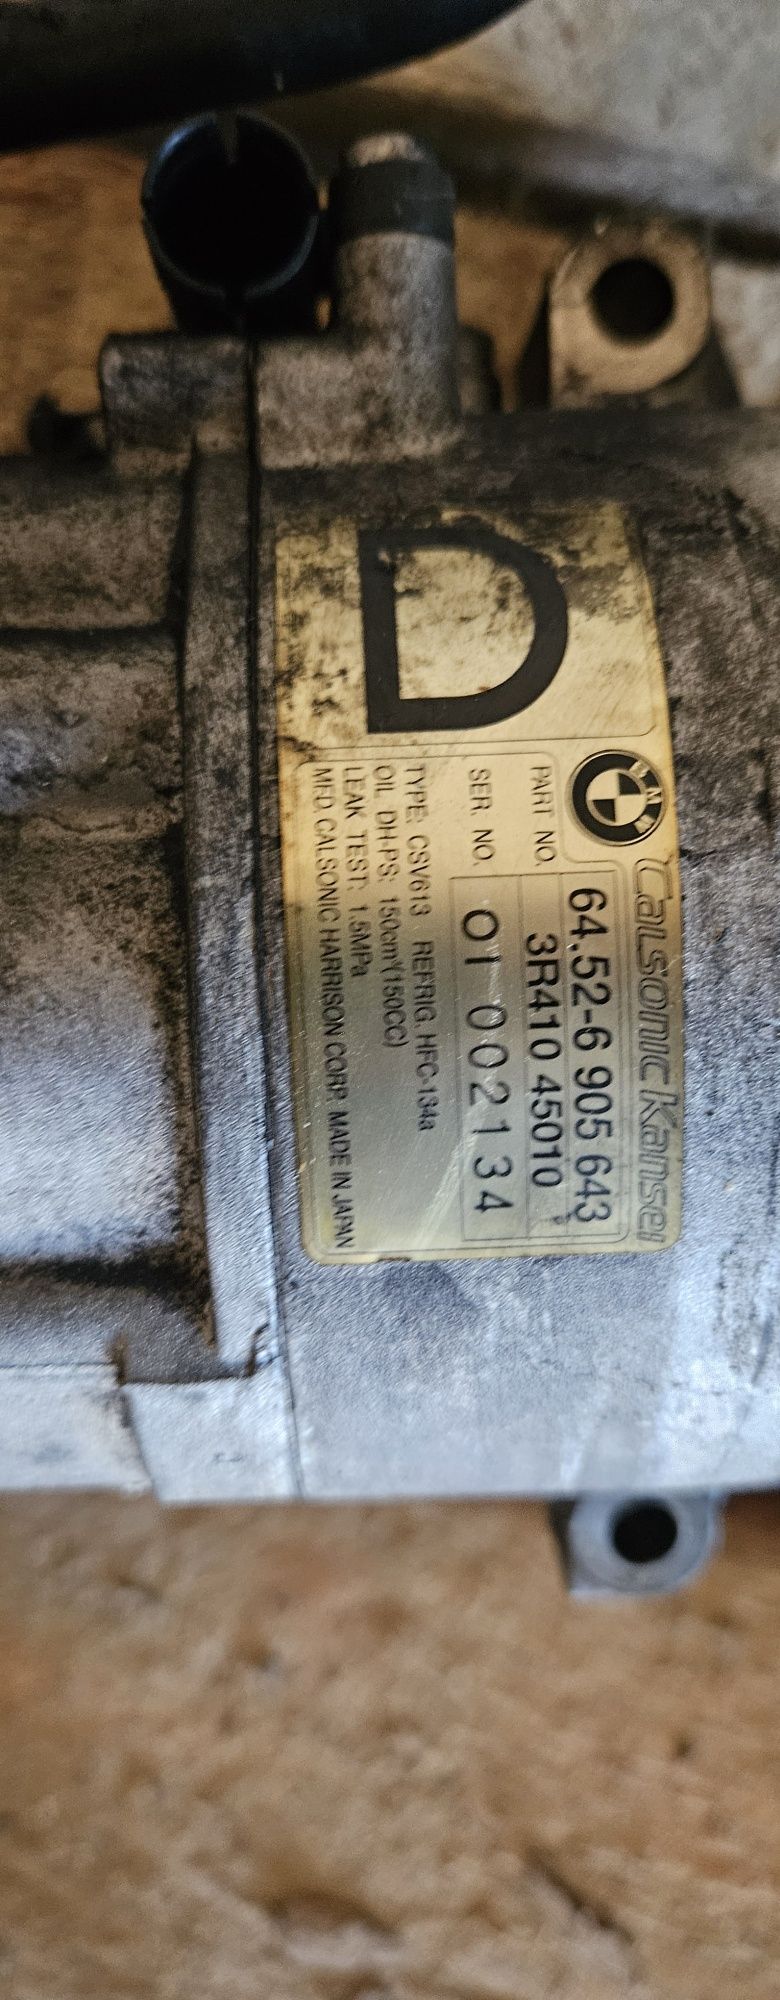 D
BMW
Calsonic Kansei
PART NO. 64.52-6 905 643
3R410 45010
SER. NO. 01 002134
TYPE: CSV613 REFRIG. HFC-134a
OIL DH-PS: 150cm³(150CC)
LEAK TEST: 1.5MPa
MFD. CALSONIC HARRISON CORP. MADE IN JAPAN